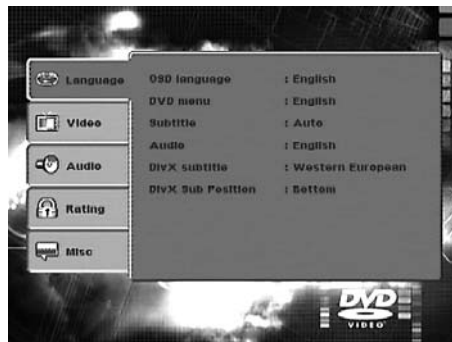 Language
Video
Audio
Rating
Misc
OSD language : English
DVD menu : English
Subtitle : Auto
Audio : English
DivX subtitle : Western European
DivX Sub Position : Bottom
DVD
VIDEO